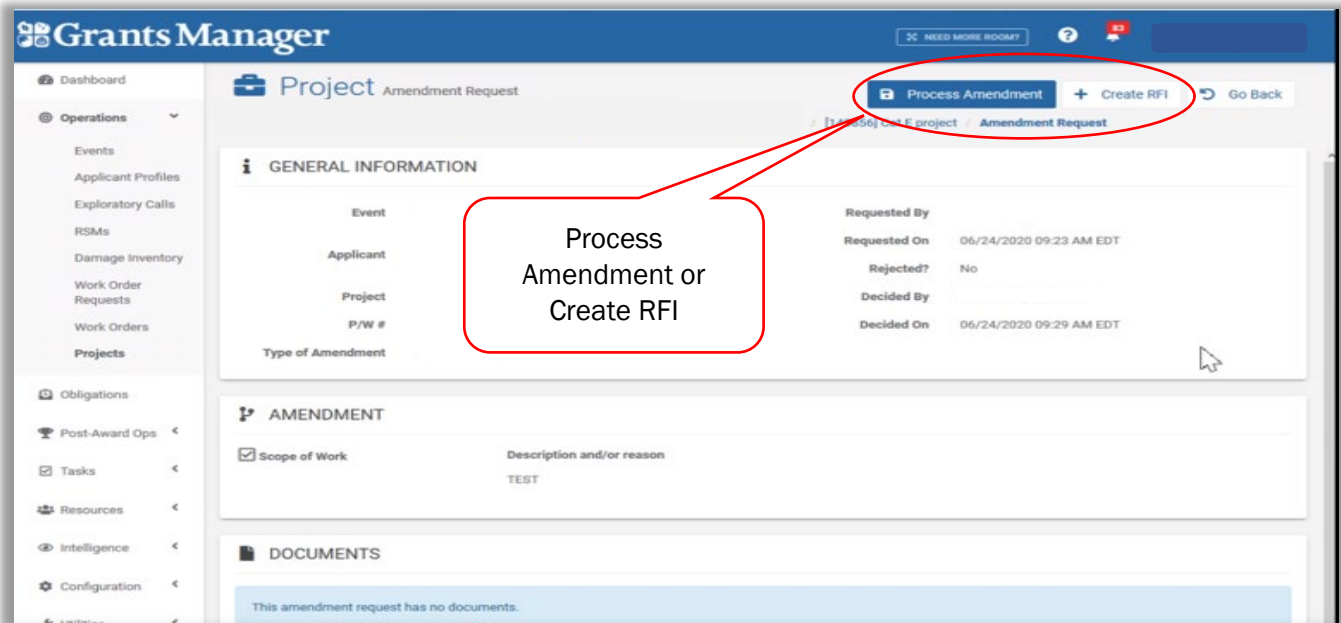 Grants Manager
NEED MORE ROOM?
?
83
Dashboard
Operations
Events
Applicant Profiles
Exploratory Calls
RSMs
Damage Inventory
Work Order
Requests
Work Orders
Projects
Obligations
Post-Award Ops
Tasks
Resources
Intelligence
Configuration
Project Amendment Request
Process Amendment
+ Create RFI
Go Back
project / Amendment Request
GENERAL INFORMATION
Event
Applicant
Project
P/W #
Type of Amendment
Process
Amendment or
Create RFI
Requested By
Requested On 06/24/2020 09:23 AM EDT
Rejected? No
Decided By
Decided On 06/24/2020 09:29 AM EDT
AMENDMENT
Scope of Work
Description and/or reason
TEST
DOCUMENTS
This amendment request has no documents.